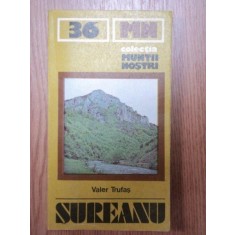 36 MN
colecția
MUNȚII
NOȘTRI
Valer Trufaș
SUREANU